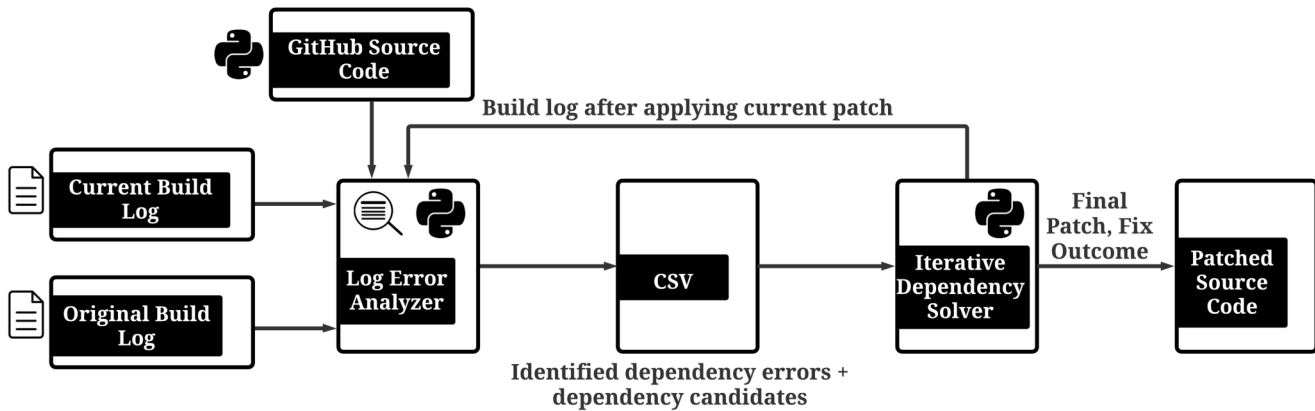 GitHub Source
Code
Build log after applying current patch
Current Build
Log
Original Build
Log
Log Error
Analyzer
CSV
Identified dependency errors +
dependency candidates
Iterative
Dependency
Solver
Final
Patch, Fix
Outcome
Patched
Source
Code